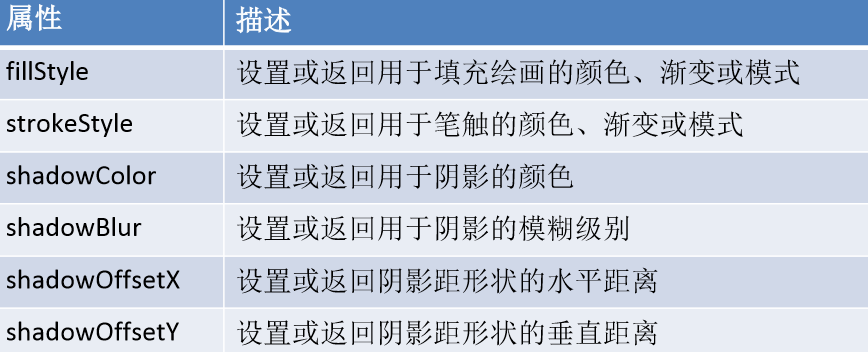 属性 描述
fillStyle 设置或返回用于填充绘画的颜色、渐变或模式
strokeStyle 设置或返回用于笔触的颜色、渐变或模式
shadowColor 设置或返回用于阴影的颜色
shadowBlur 设置或返回用于阴影的模糊级别
shadowOffsetX 设置或返回阴影距形状的水平距离
shadowOffsetY 设置或返回阴影距形状的垂直距离